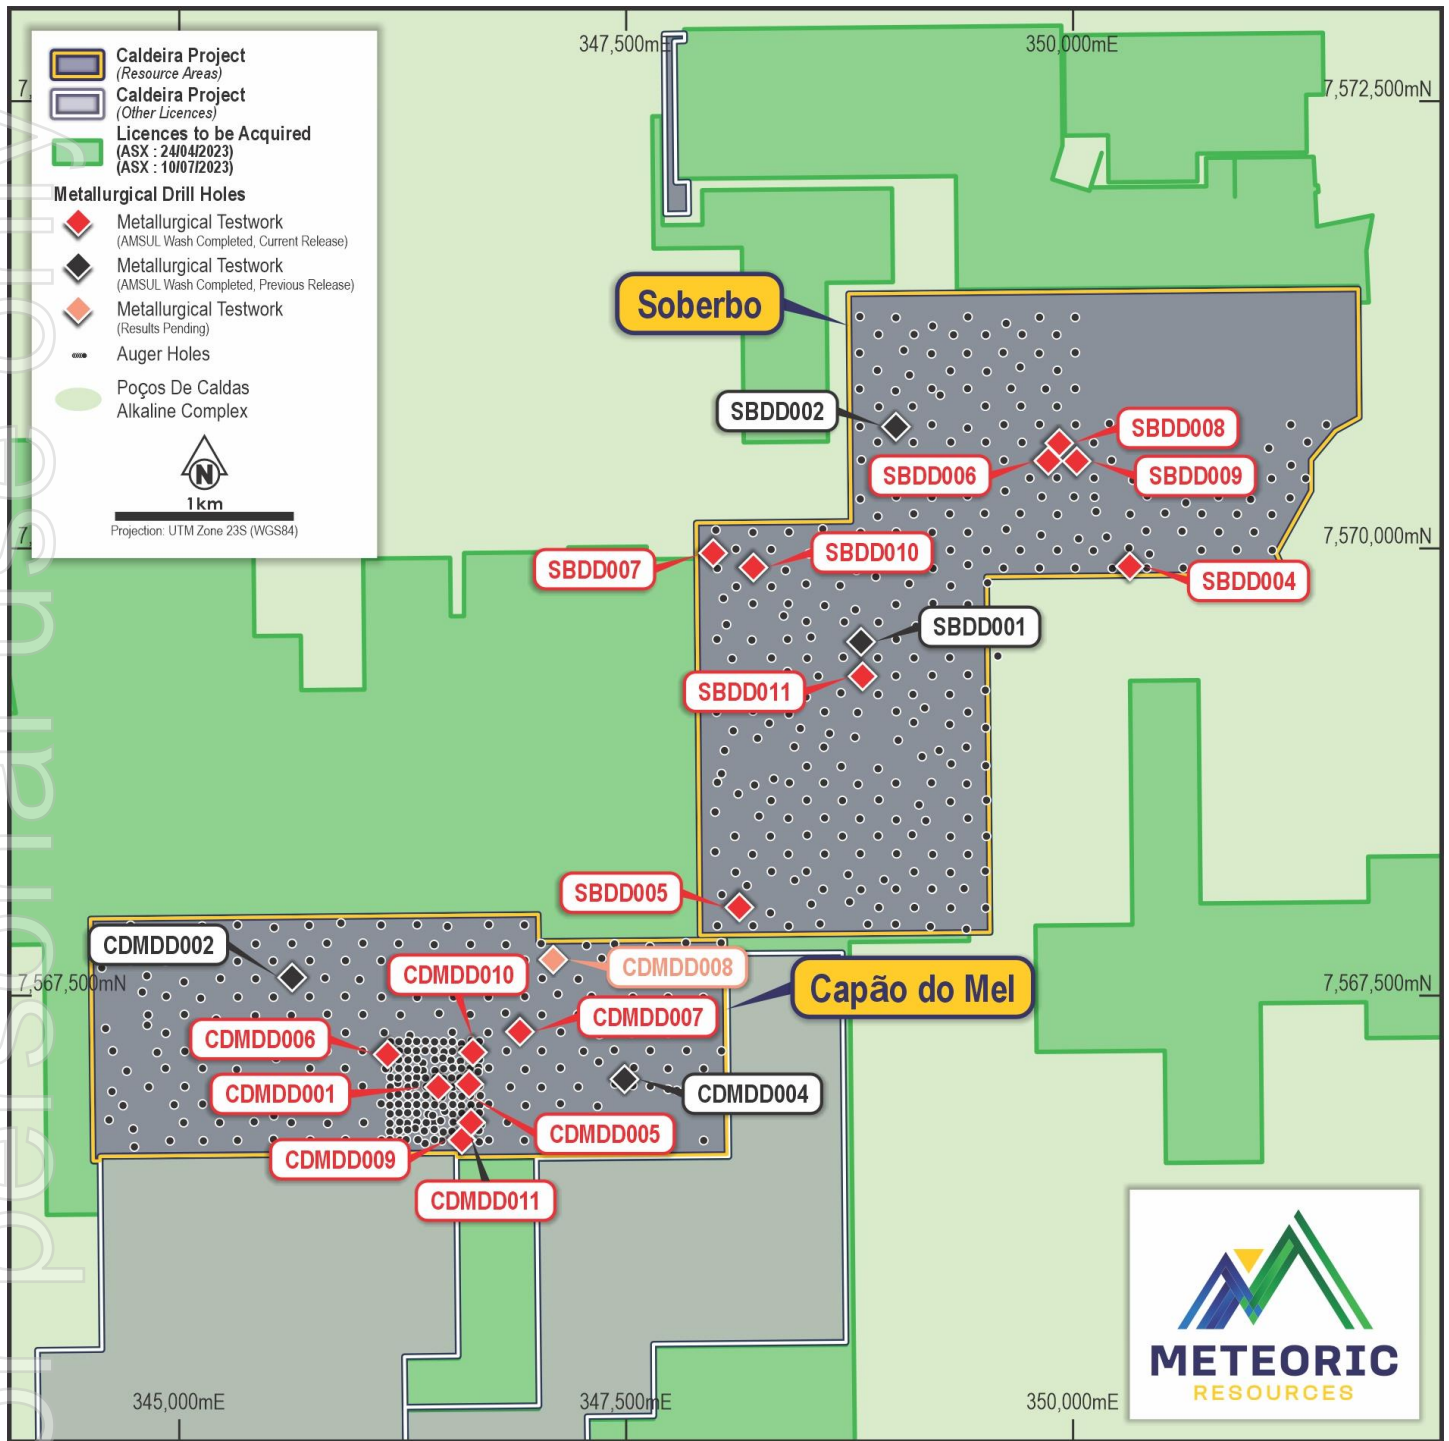 347,500mE
350,000mE
7,572,500mN
Caldeira Project
(Resource Areas)
Caldeira Project
(Other Licences)
Licences to be Acquired
(ASX : 24/04/2023)
(ASX : 10/07/2023)
Metallurgical Drill Holes
Metallurgical Testwork
(AMSUL Wash Completed, Current Release)
Metallurgical Testwork
(AMSUL Wash Completed, Previous Release)
Metallurgical Testwork
(Results Pending)
Auger Holes
Poços De Caldas
Alkaline Complex
N
1km
Projection: UTM Zone 23S (WGS84)
7,
7,
Soberbo
SBDD002
SBDD008
SBDD006
SBDD009
7,570,000mN
SBDD007
SBDD010
SBDD004
SBDD001
SBDD011
SBDD005
CDMDD002
CDMDD010
CDMDD008
7,567,500mN
Capão do Mel
7,567,500mN
CDMDD007
CDMDD006
CDMDD001
CDMDD004
CDMDD005
CDMDD009
CDMDD011
345,000mE
347,500mE
350,000mE
METEORIC
RESOURCES
personal use only